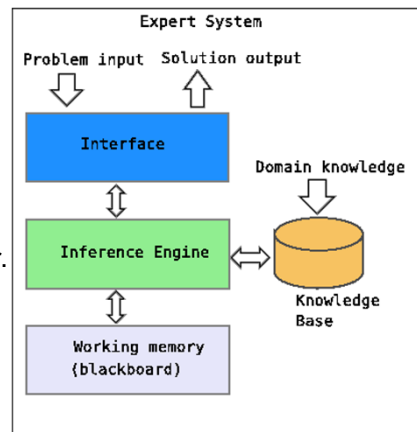 Expert System
Problem input
Solution output
Interface
Domain knowledge
Inference Engine
Knowledge
Base
Working memory
(blackboard)